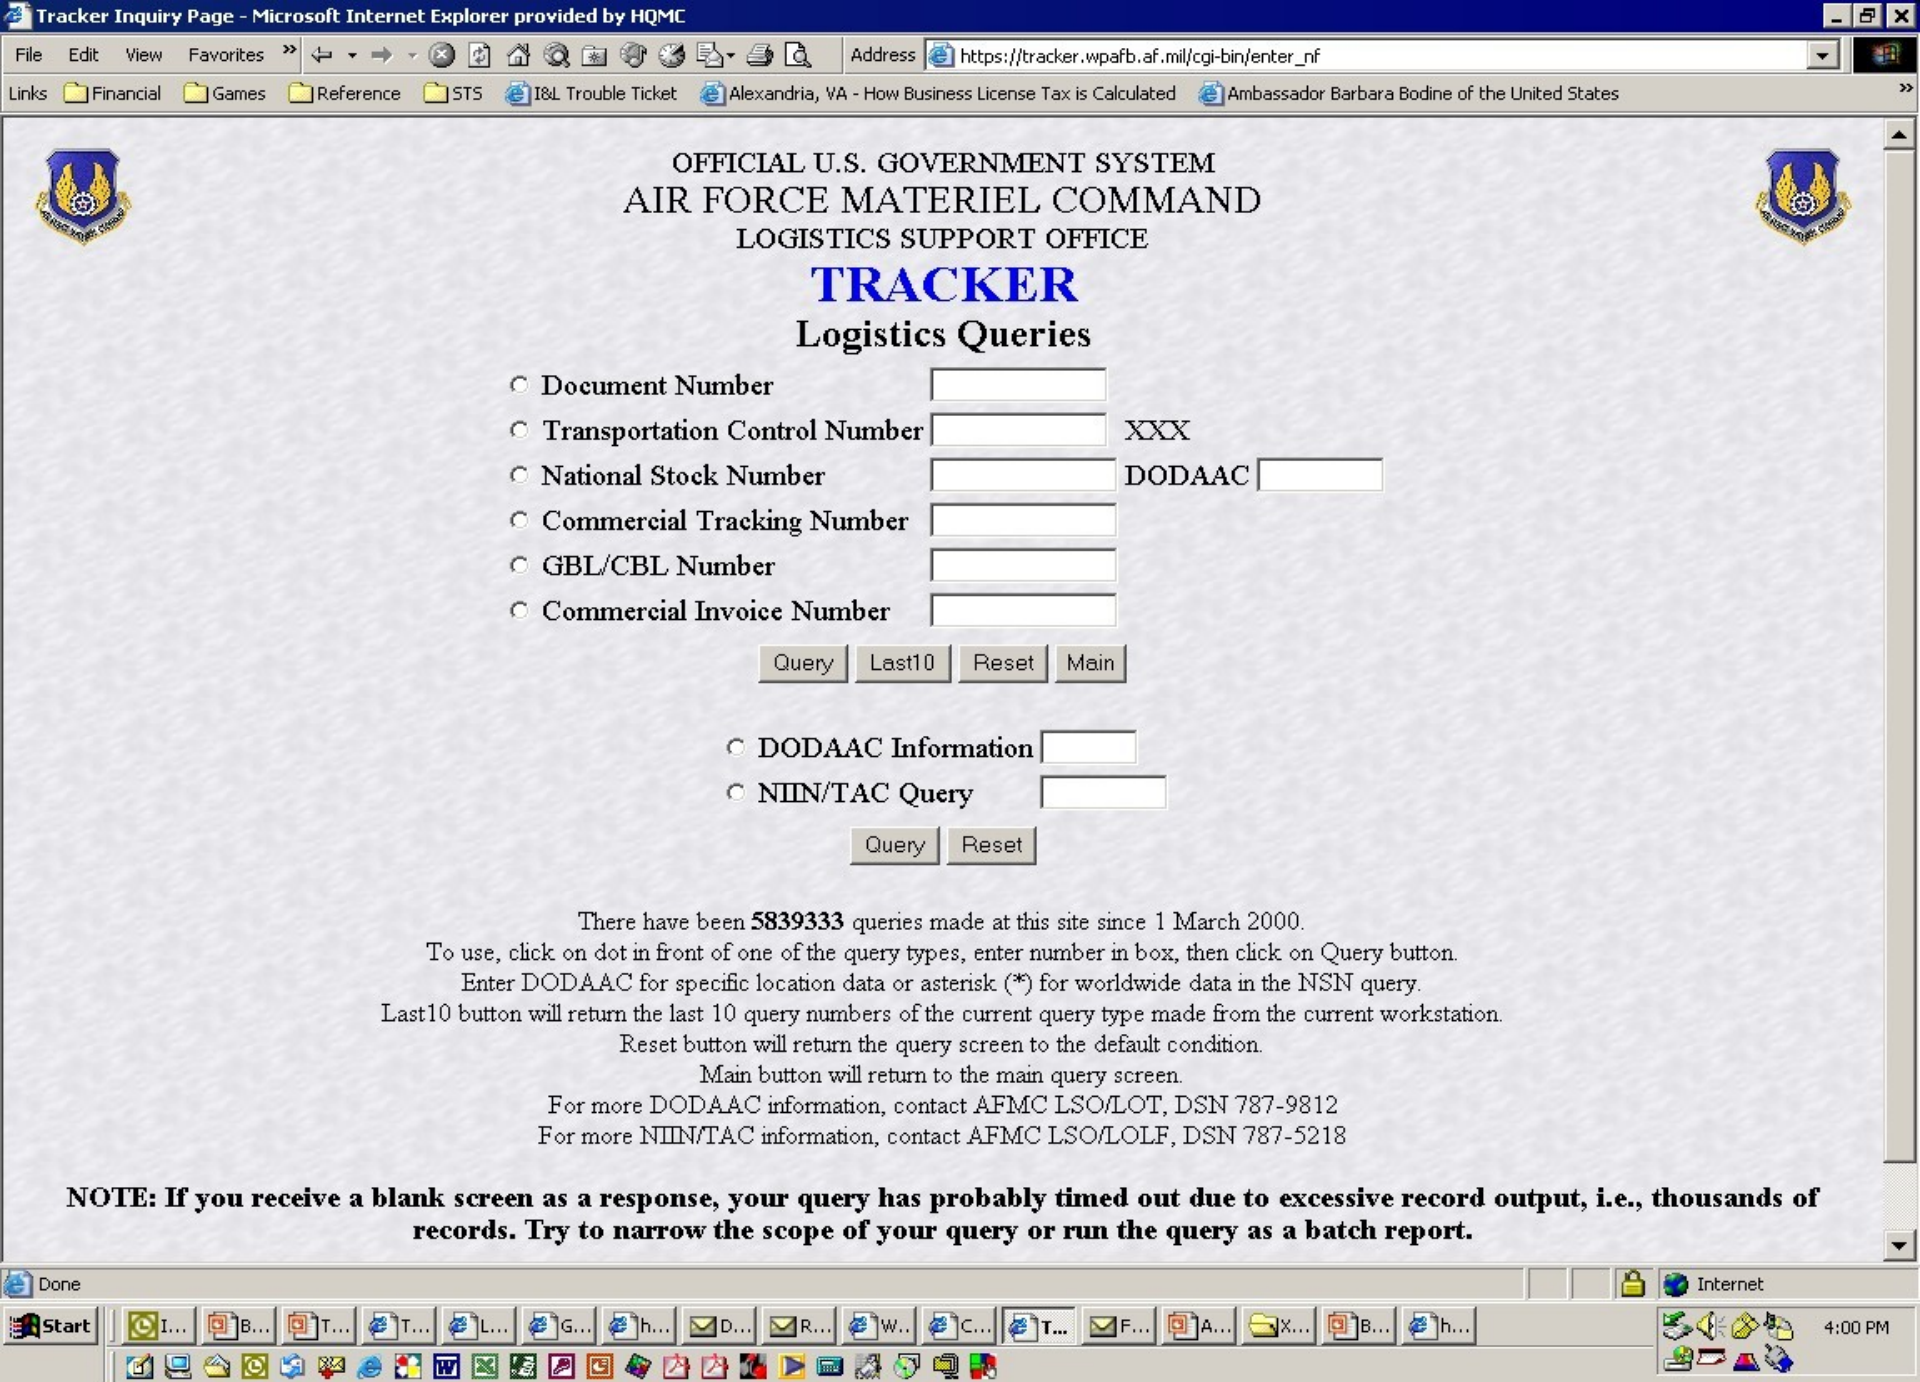 Tracker Inquiry Page - Microsoft Internet Explorer provided by HQMC
File Edit View Favorites » Address https://tracker.wpafb.af.mil/cgi-bin/enter_nf
Links Financial Games Reference STS I&L Trouble Ticket Alexandria, VA - How Business License Tax is Calculated Ambassador Barbara Bodine of the United States »
OFFICIAL U.S. GOVERNMENT SYSTEM
AIR FORCE MATERIEL COMMAND
LOGISTICS SUPPORT OFFICE
TRACKER
Logistics Queries
Document Number
Transportation Control Number XXX
National Stock Number DODAAC
Commercial Tracking Number
GBL/CBL Number
Commercial Invoice Number
Query Last10 Reset Main
DODAAC Information
NIIN/TAC Query
Query Reset
There have been 5839333 queries made at this site since 1 March 2000.
To use, click on dot in front of one of the query types, enter number in box, then click on Query button.
Enter DODAAC for specific location data or asterisk (*) for worldwide data in the NSN query.
Last10 button will return the last 10 query numbers of the current query type made from the current workstation.
Reset button will return the query screen to the default condition.
Main button will return to the main query screen.
For more DODAAC information, contact AFMC LSO/LOT, DSN 787-9812
For more NIIN/TAC information, contact AFMC LSO/LOLF, DSN 787-5218
NOTE: If you receive a blank screen as a response, your query has probably timed out due to excessive record output, i.e., thousands of
records. Try to narrow the scope of your query or run the query as a batch report.
Done Internet
Start I... B... T... T... L... G... h... D... R... W... C... T... F... A... X... B... h... 4:00 PM